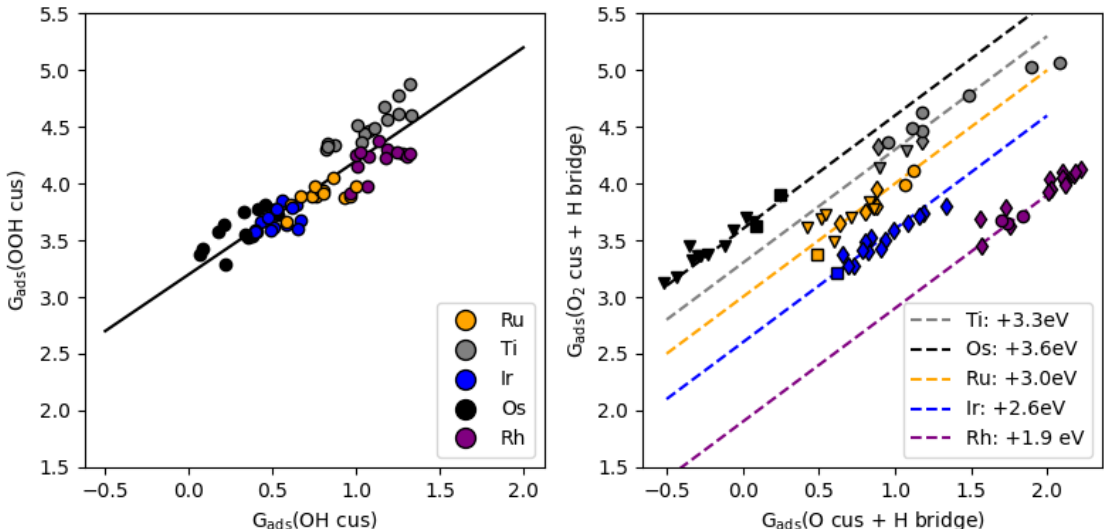 5.5
5.0
4.5
4.0
3.5
3.0
2.5
2.0
1.5
G_ads(OOH cus)
−0.5
0.0
0.5
1.0
1.5
2.0
G_ads(OH cus)
Ru
Ti
Ir
Os
Rh
5.5
5.0
4.5
4.0
3.5
3.0
2.5
2.0
1.5
G_ads(O₂ cus + H bridge)
−0.5
0.0
0.5
1.0
1.5
2.0
G_ads(O cus + H bridge)
Ti: +3.3eV
Os: +3.6eV
Ru: +3.0eV
Ir: +2.6eV
Rh: +1.9 eV